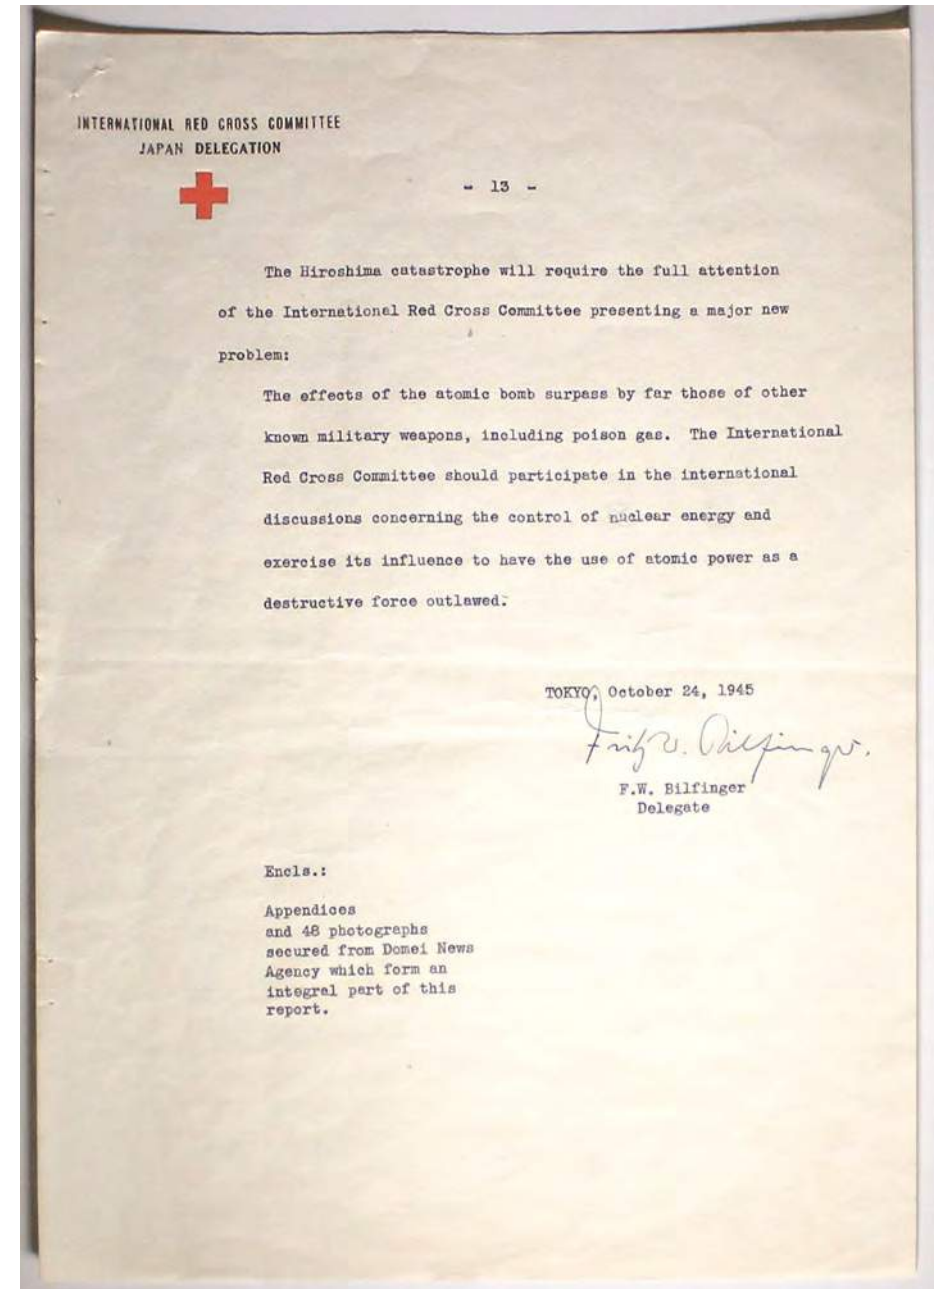 INTERNATIONAL RED CROSS COMMITTEE
JAPAN DELEGATION
- 13 -
The Hiroshima catastrophe will require the full attention
of the International Red Cross Committee presenting a major new
problem:
The effects of the atomic bomb surpass by far those of other
known military weapons, including poison gas. The International
Red Cross Committee should participate in the international
discussions concerning the control of nuclear energy and
exercise its influence to have the use of atomic power as a
destructive force outlawed.
TOKYO, October 24, 1945
Fritz W. Bilfinger.
F.W. Bilfinger
Delegate
Encls.:
Appendices
and 48 photographs
secured from Domei News
Agency which form an
integral part of this
report.